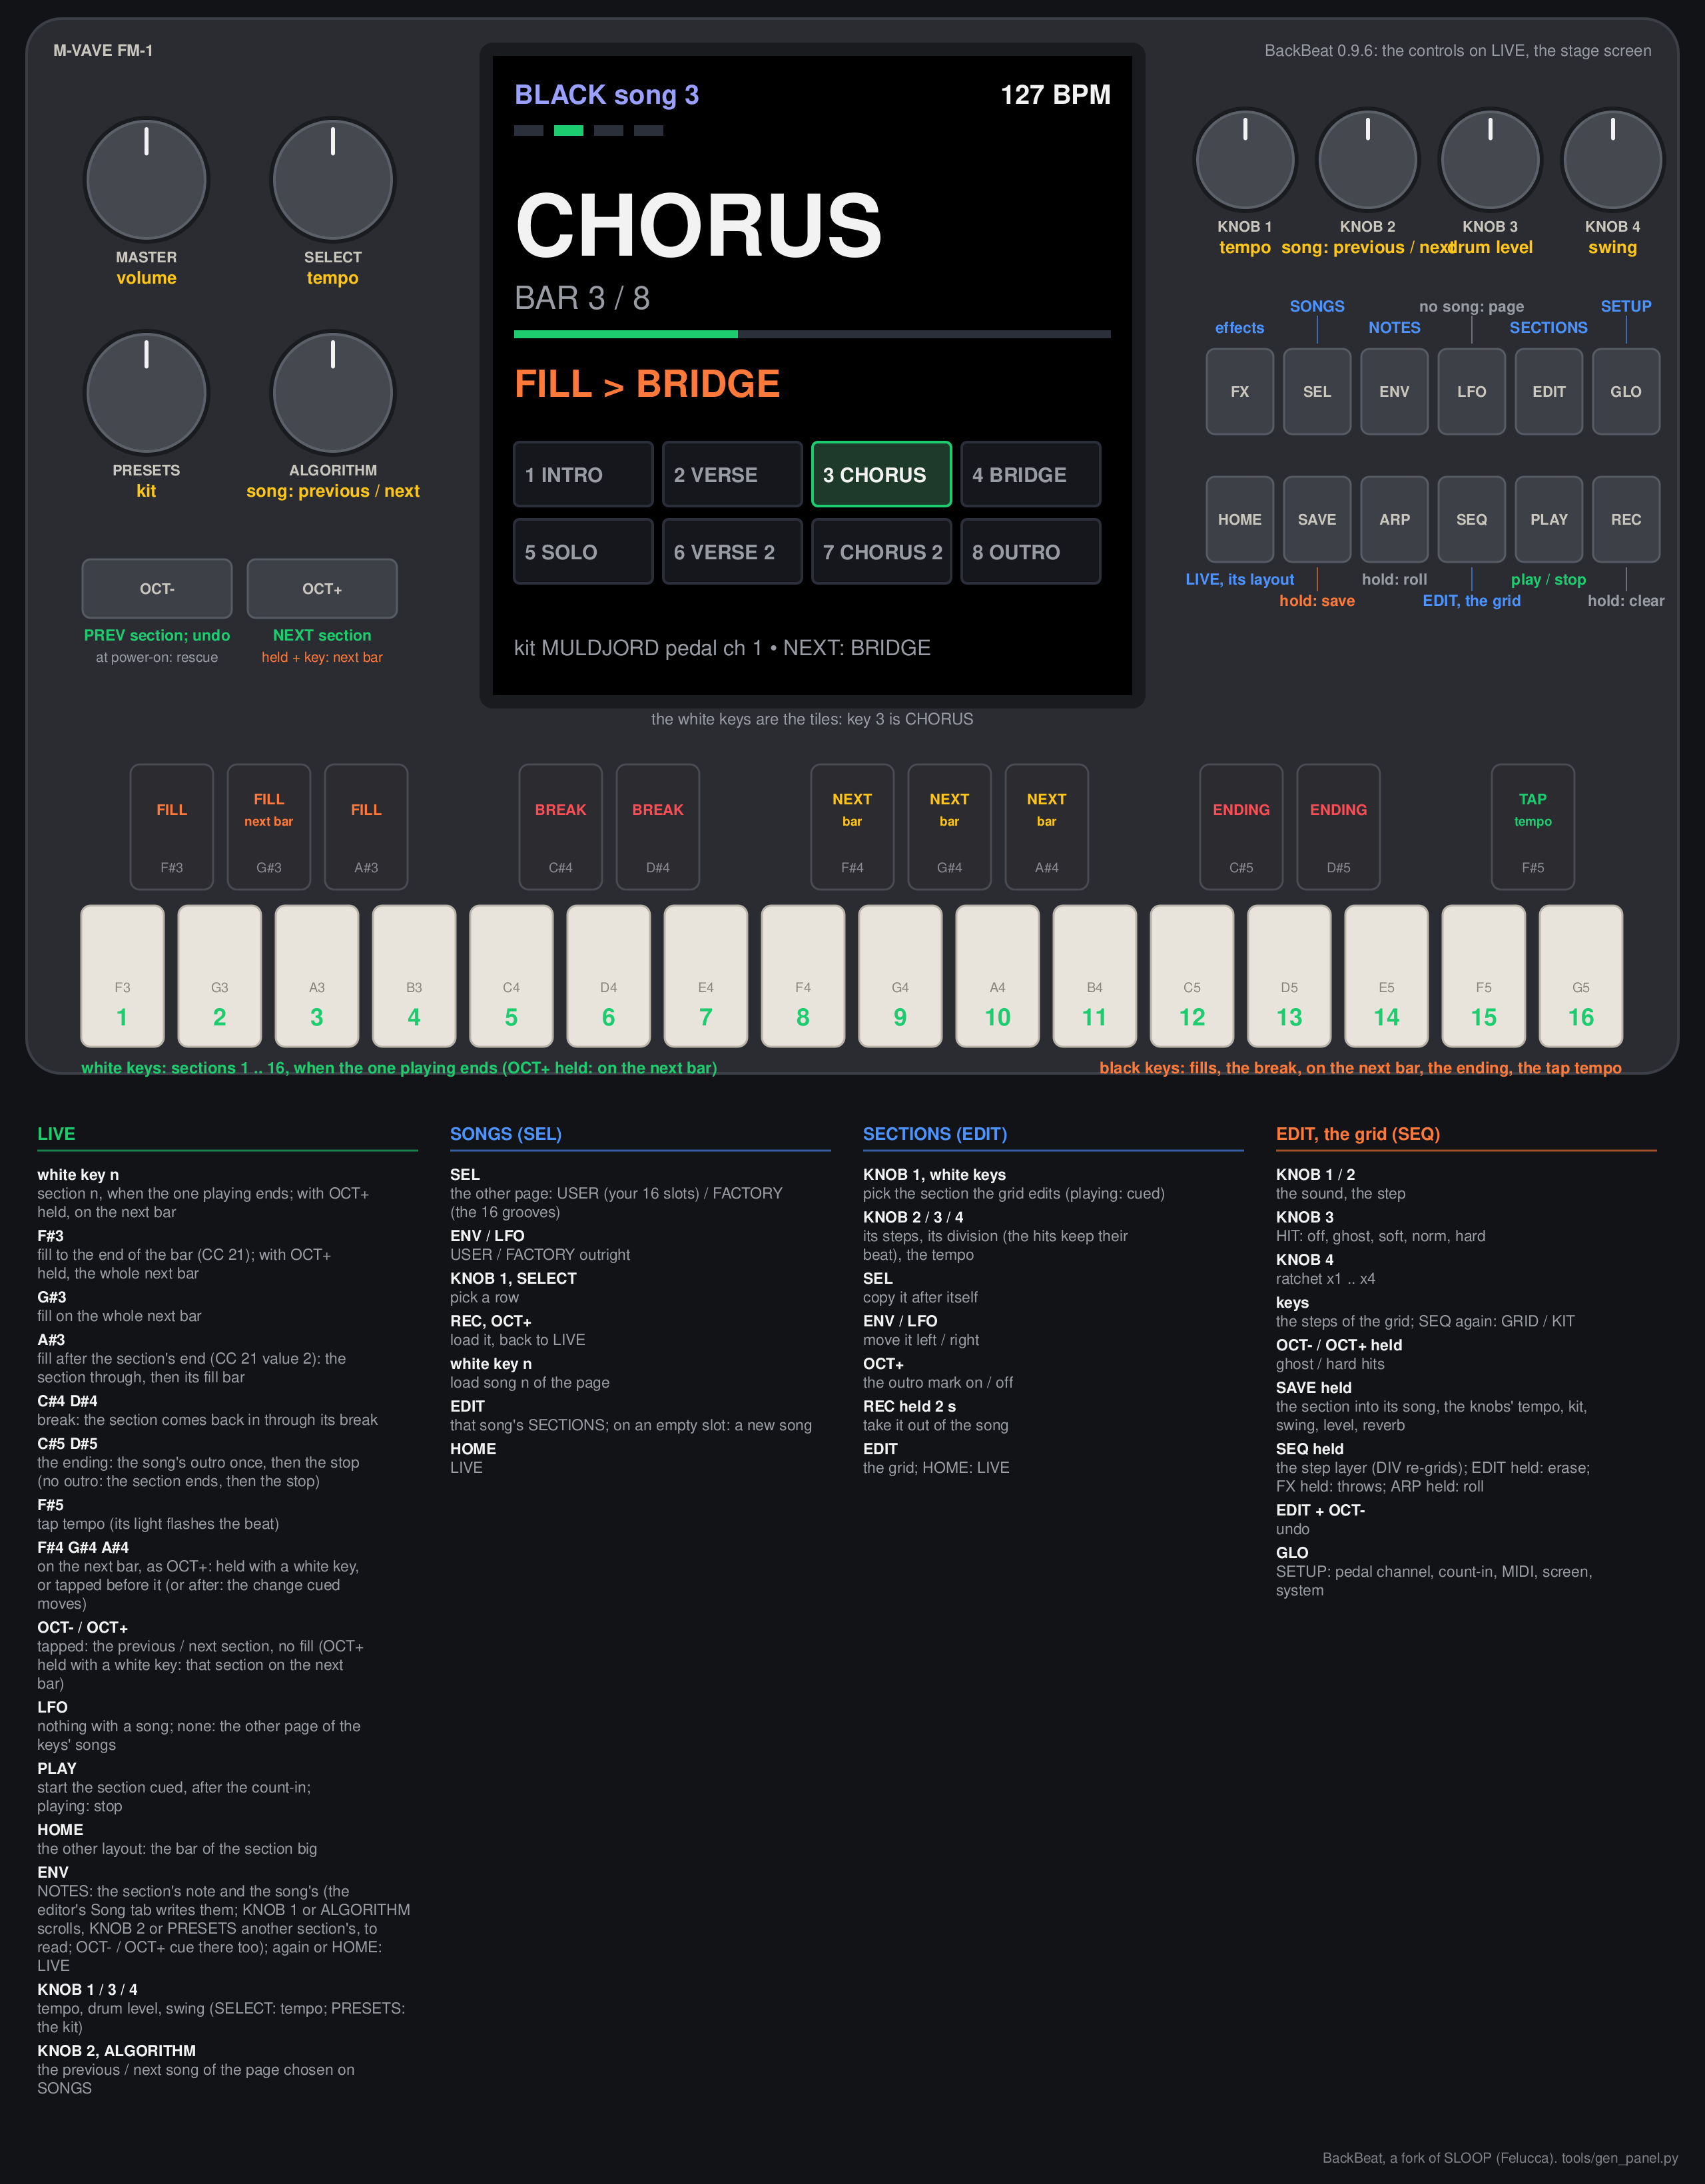 M-VAVE FM-1
BackBeat 0.9.6: the controls on LIVE, the stage screen
BLACK song 3
127 BPM
CHORUS
BAR 3 / 8
FILL > BRIDGE
1 INTRO
2 VERSE
3 CHORUS
4 BRIDGE
5 SOLO
6 VERSE 2
7 CHORUS 2
8 OUTRO
kit MULDJORD pedal ch 1 • NEXT: BRIDGE
the white keys are the tiles: key 3 is CHORUS
MASTER
volume
SELECT
tempo
PRESETS
kit
ALGORITHM
song: previous / next
OCT-
OCT+
PREV section; undo
NEXT section
at power-on: rescue
held + key: next bar
KNOB 1
tempo
KNOB 2
song: previous / next
KNOB 3
drum level
KNOB 4
swing
effects
SONGS
NOTES
no song: page
SECTIONS
SETUP
FX
SEL
ENV
LFO
EDIT
GLO
HOME
SAVE
ARP
SEQ
PLAY
REC
LIVE, its layout
hold: save
hold: roll
EDIT, the grid
play / stop
hold: clear
FILL
F#3
FILL
next bar
G#3
FILL
A#3
BREAK
C#4
BREAK
D#4
NEXT
bar
F#4
NEXT
bar
G#4
NEXT
bar
A#4
ENDING
C#5
ENDING
D#5
TAP
tempo
F#5
F3
1
G3
2
A3
3
B3
4
C4
5
D4
6
E4
7
F4
8
G4
9
A4
10
B4
11
C5
12
D5
13
E5
14
F5
15
G5
16
white keys: sections 1 .. 16, when the one playing ends (OCT+ held: on the next bar)
black keys: fills, the break, on the next bar, the ending, the tap tempo
LIVE
white key n
section n, when the one playing ends; with OCT+
held, on the next bar
F#3
fill to the end of the bar (CC 21); with OCT+
held, the whole next bar
G#3
fill on the whole next bar
A#3
fill after the section's end (CC 21 value 2): the
section through, then its fill bar
C#4 D#4
break: the section comes back in through its break
C#5 D#5
the ending: the song's outro once, then the stop
(no outro: the section ends, then the stop)
F#5
tap tempo (its light flashes the beat)
F#4 G#4 A#4
on the next bar, as OCT+: held with a white key,
or tapped before it (or after: the change cued
moves)
OCT- / OCT+
tapped: the previous / next section, no fill (OCT+
held with a white key: that section on the next
bar)
LFO
nothing with a song; none: the other page of the
keys' songs
PLAY
start the section cued, after the count-in;
playing: stop
HOME
the other layout: the bar of the section big
ENV
NOTES: the section's note and the song's (the
editor's Song tab writes them; KNOB 1 or ALGORITHM
scrolls, KNOB 2 or PRESETS another section's, to
read; OCT- / OCT+ cue there too); again or HOME:
LIVE
KNOB 1 / 3 / 4
tempo, drum level, swing (SELECT: tempo; PRESETS:
the kit)
KNOB 2, ALGORITHM
the previous / next song of the page chosen on
SONGS
SONGS (SEL)
SEL
the other page: USER (your 16 slots) / FACTORY
(the 16 grooves)
ENV / LFO
USER / FACTORY outright
KNOB 1, SELECT
pick a row
REC, OCT+
load it, back to LIVE
white key n
load song n of the page
EDIT
that song's SECTIONS; on an empty slot: a new song
HOME
LIVE
SECTIONS (EDIT)
KNOB 1, white keys
pick the section the grid edits (playing: cued)
KNOB 2 / 3 / 4
its steps, its division (the hits keep their
beat), the tempo
SEL
copy it after itself
ENV / LFO
move it left / right
OCT+
the outro mark on / off
REC held 2 s
take it out of the song
EDIT
the grid; HOME: LIVE
EDIT, the grid (SEQ)
KNOB 1 / 2
the sound, the step
KNOB 3
HIT: off, ghost, soft, norm, hard
KNOB 4
ratchet x1 .. x4
keys
the steps of the grid; SEQ again: GRID / KIT
OCT- / OCT+ held
ghost / hard hits
SAVE held
the section into its song, the knobs' tempo, kit,
swing, level, reverb
SEQ held
the step layer (DIV re-grids); EDIT held: erase;
FX held: throws; ARP held: roll
EDIT + OCT-
undo
GLO
SETUP: pedal channel, count-in, MIDI, screen,
system
BackBeat, a fork of SLOOP (Felucca). tools/gen_panel.py